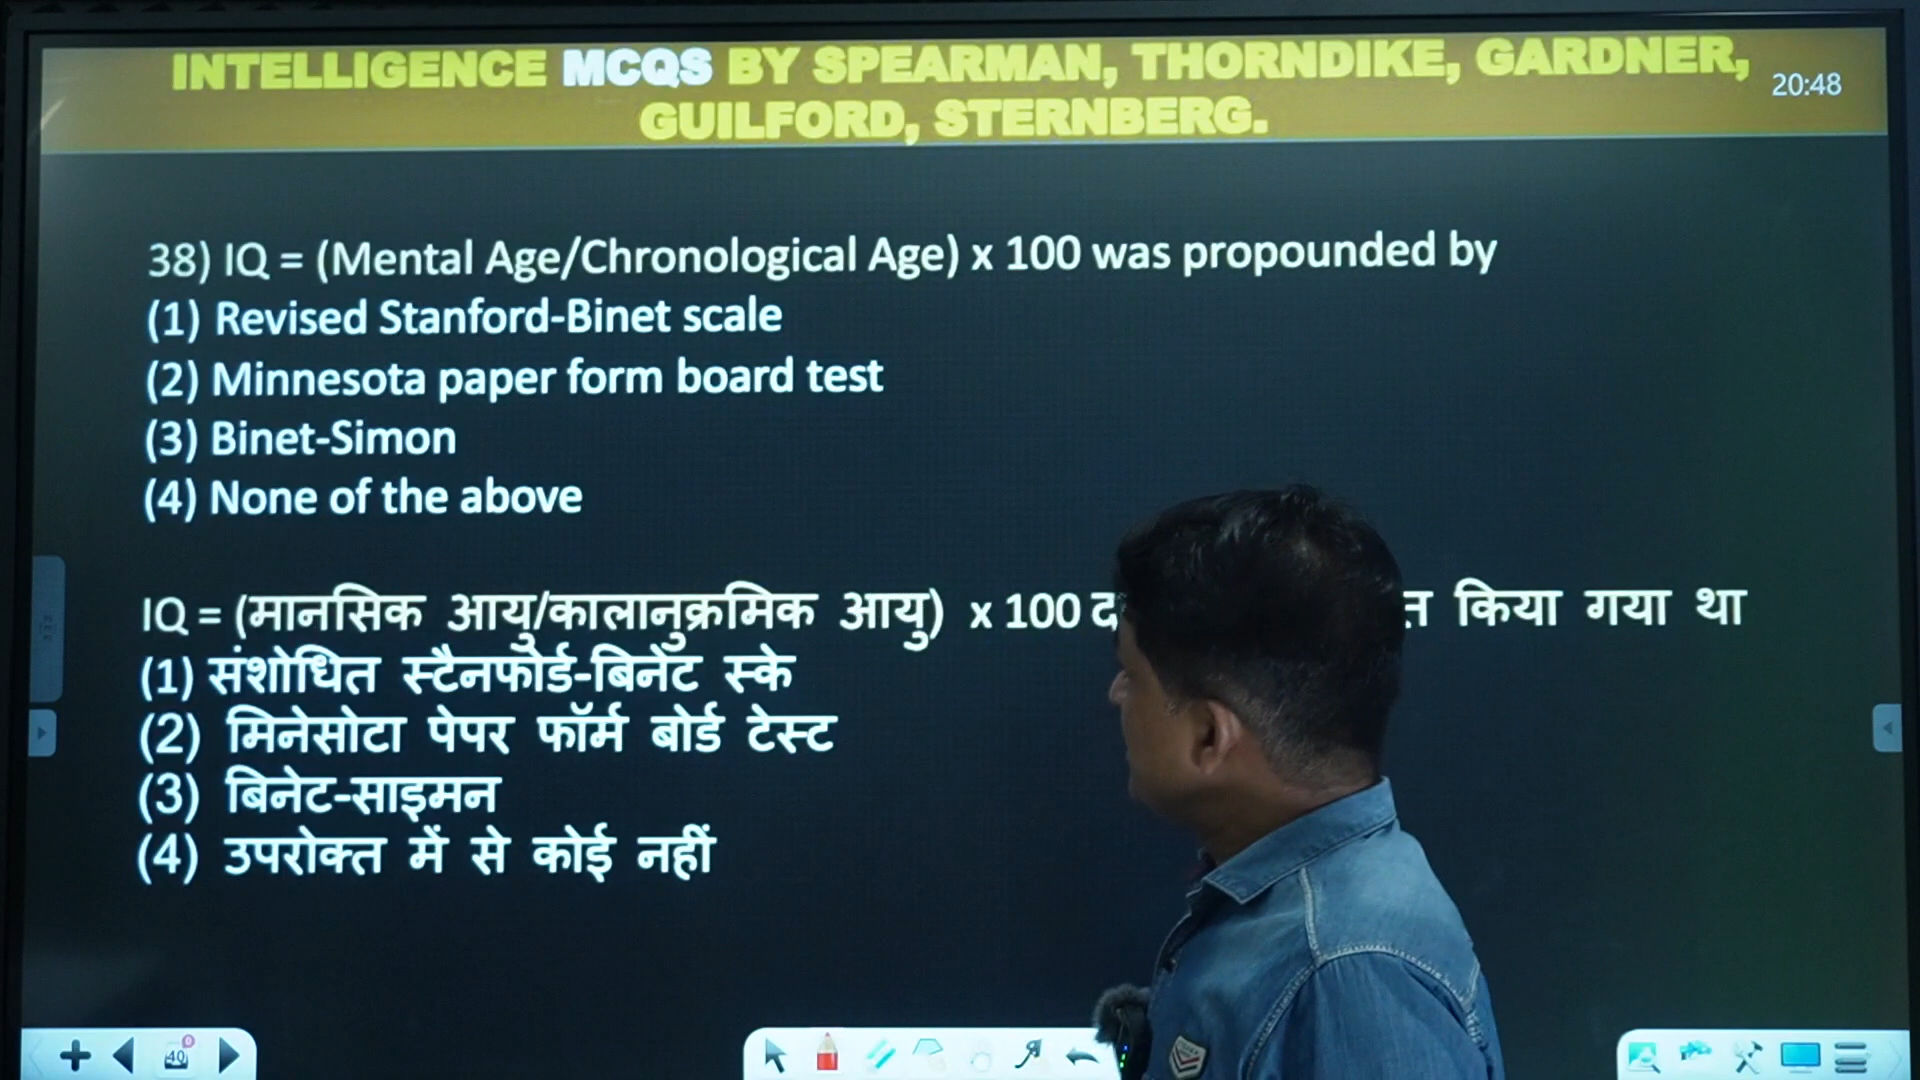 INTELLIGENCE MCQS BY SPEARMAN, THORNDIKE, GARDNER,
GUILFORD, STERNBERG.
20:48
38) IQ = (Mental Age/Chronological Age) x 100 was propounded by
(1) Revised Stanford-Binet scale
(2) Minnesota paper form board test
(3) Binet-Simon
(4) None of the above
IQ = (मानसिक आयु/कालानुक्रमिक आयु) x 100 किया गया था
(1) संशोधित स्टैनफोर्ड-बिनेट स्के
(2) मिनेसोटा पेपर फॉर्म बोर्ड टेस्ट
(3) बिनेट-साइमन
(4) उपरोक्त में से कोई नहीं
40
0